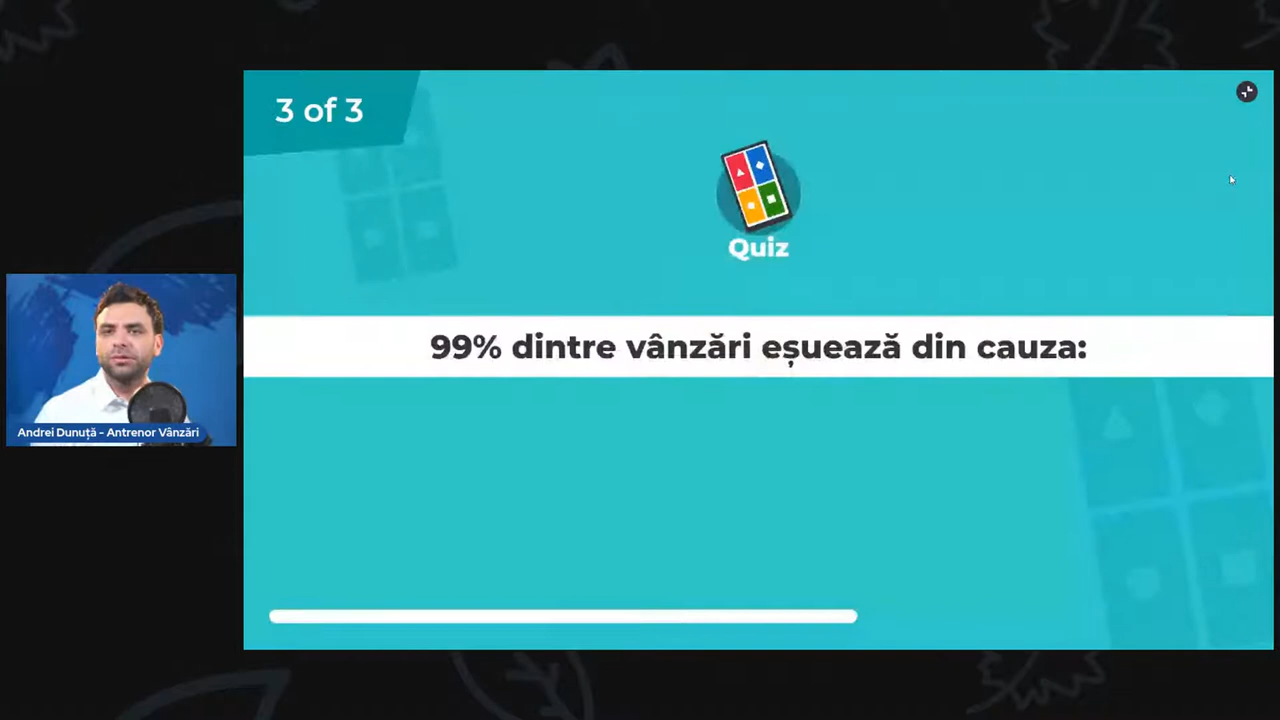 3 of 3
Quiz
99% dintre vânzări eșuează din cauza:
Andrei Dunuță - Antrenor Vânzări